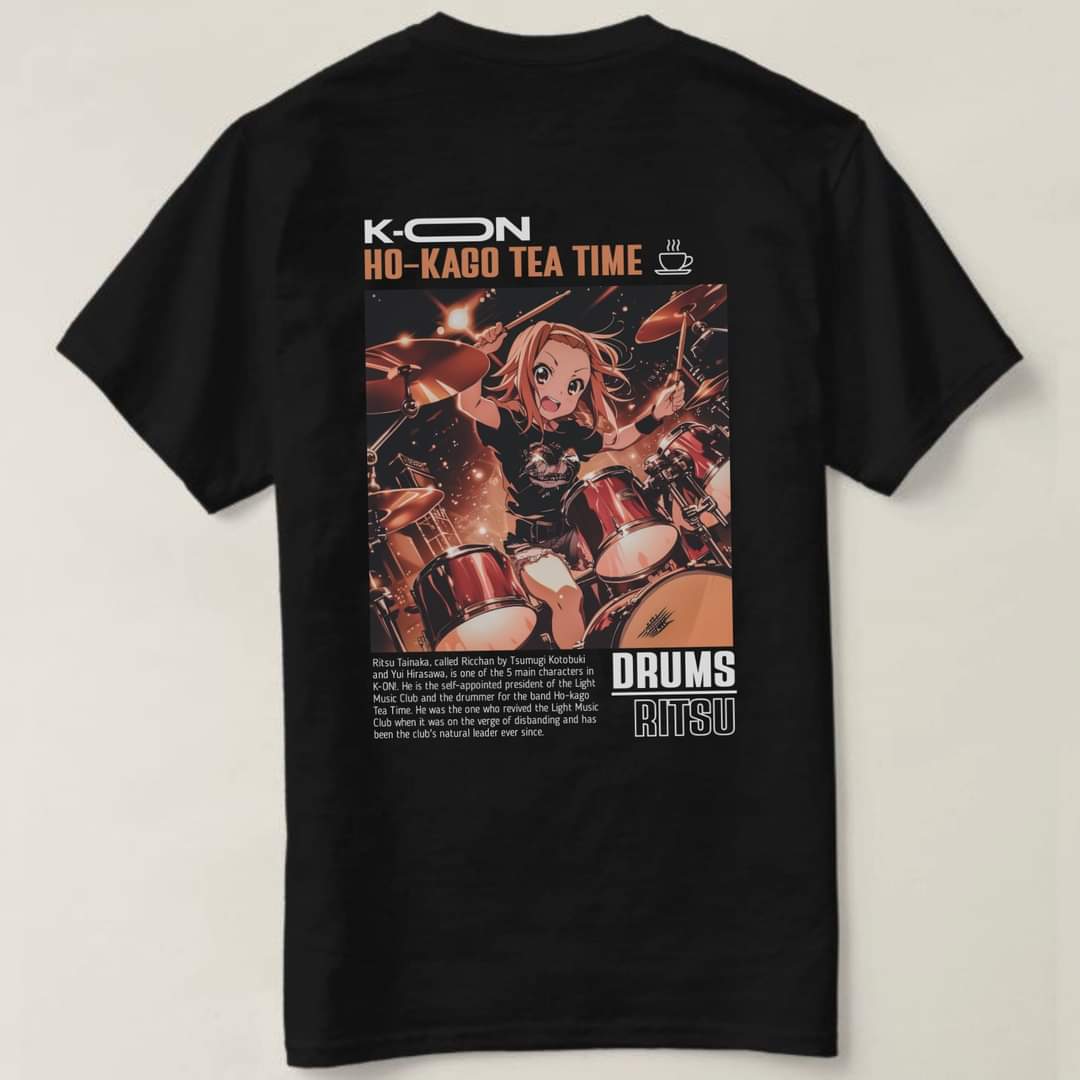 K-ON
HO-KAGO TEA TIME
Ritsu Tainaka, called Ricchan by Tsumugi Kotobuki
and Yui Hirasawa, is one of the 5 main characters in
K-ON!. He is the self-appointed president of the Light
Music Club and the drummer for the band Ho-kago
Tea Time. He was the one who revived the Light Music
Club when it was on the verge of disbanding and has
been the club's natural leader ever since.
DRUMS
RITSU